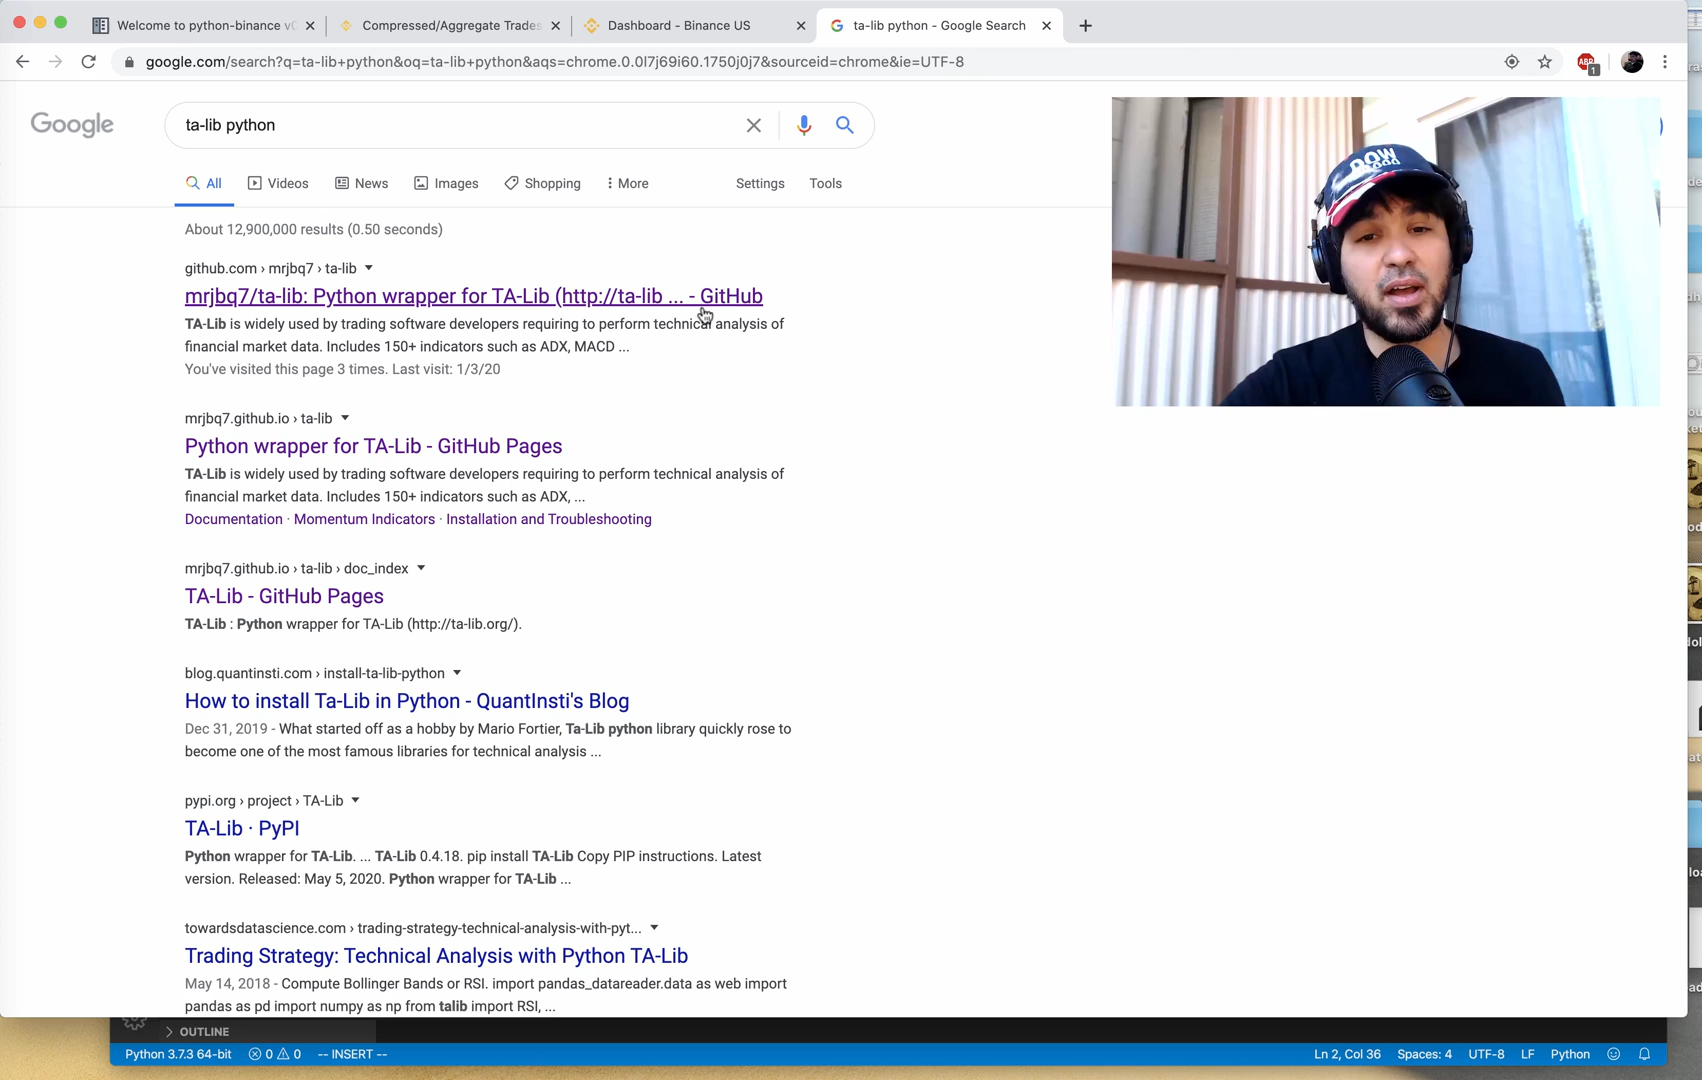 Welcome to python-binance v0
Compressed/Aggregate Trades
Dashboard - Binance US
ta-lib python - Google Search
google.com/search?q=ta-lib+python&oq=ta-lib+python&aqs=chrome.0.0l7j69i60.1750j0j7&sourceid=chrome&ie=UTF-8
ABP
1
Google
ta-lib python
All
Videos
News
Images
Shopping
More
Settings
Tools
About 12,900,000 results (0.50 seconds)
github.com › mrjbq7 › ta-lib
mrjbq7/ta-lib: Python wrapper for TA-Lib (http://ta-lib ... - GitHub
TA-Lib is widely used by trading software developers requiring to perform technical analysis of
financial market data. Includes 150+ indicators such as ADX, MACD ...
You've visited this page 3 times. Last visit: 1/3/20
mrjbq7.github.io › ta-lib
Python wrapper for TA-Lib - GitHub Pages
TA-Lib is widely used by trading software developers requiring to perform technical analysis of
financial market data. Includes 150+ indicators such as ADX, ...
Documentation · Momentum Indicators · Installation and Troubleshooting
mrjbq7.github.io › ta-lib › doc_index
TA-Lib - GitHub Pages
TA-Lib : Python wrapper for TA-Lib (http://ta-lib.org/).
blog.quantinsti.com › install-ta-lib-python
How to install Ta-Lib in Python - QuantInsti's Blog
Dec 31, 2019 - What started off as a hobby by Mario Fortier, Ta-Lib python library quickly rose to
become one of the most famous libraries for technical analysis ...
pypi.org › project › TA-Lib
TA-Lib · PyPI
Python wrapper for TA-Lib. ... TA-Lib 0.4.18. pip install TA-Lib Copy PIP instructions. Latest
version. Released: May 5, 2020. Python wrapper for TA-Lib ...
towardsdatascience.com › trading-strategy-technical-analysis-with-pyt...
Trading Strategy: Technical Analysis with Python TA-Lib
May 14, 2018 - Compute Bollinger Bands or RSI. import pandas_datareader.data as web import
pandas as pd import numpy as np from talib import RSI, ...
DOW
OUTLINE
Python 3.7.3 64-bit
0
0
-- INSERT --
Ln 2, Col 36
Spaces: 4
UTF-8
LF
Python